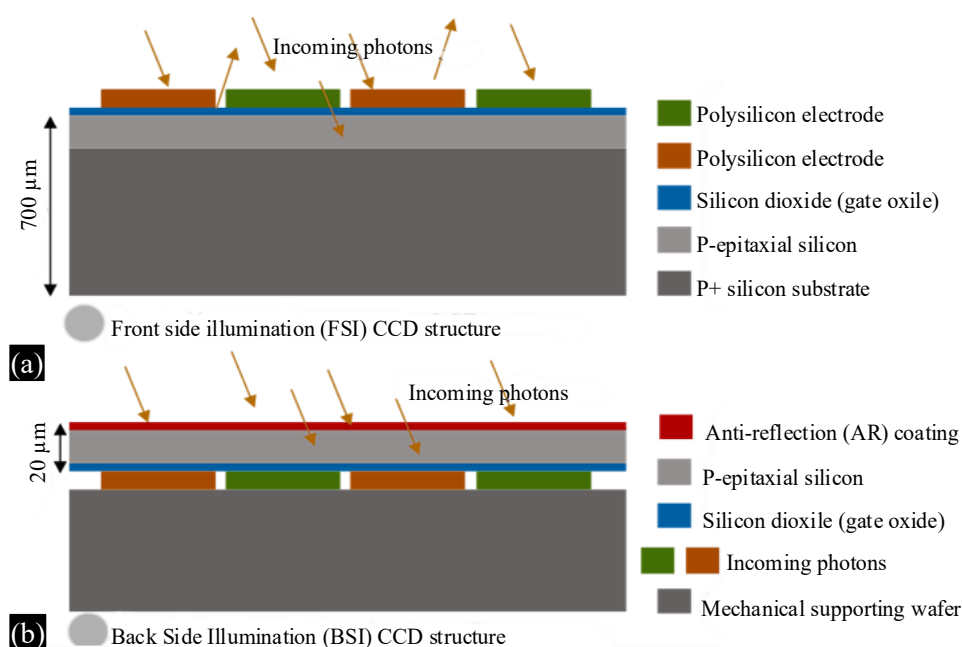 Incoming photons
700 µm
Polysilicon electrode
Polysilicon electrode
Silicon dioxide (gate oxile)
P-epitaxial silicon
P+ silicon substrate
Front side illumination (FSI) CCD structure
(a)
Incoming photons
20 µm
Anti-reflection (AR) coating
P-epitaxial silicon
Silicon dioxile (gate oxide)
Incoming photons
Mechanical supporting wafer
(b)
Back Side Illumination (BSI) CCD structure